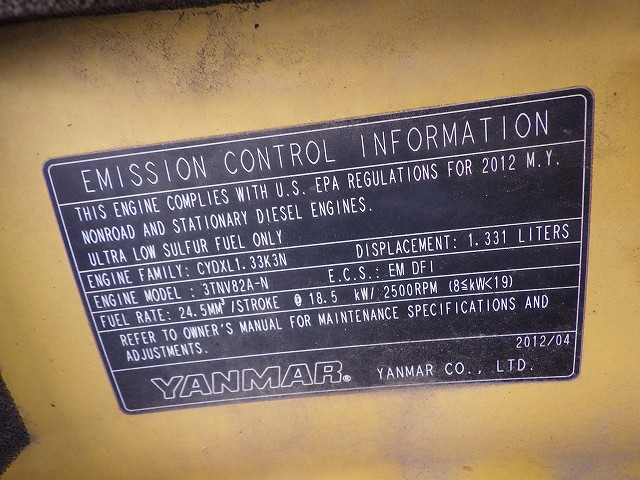 EMISSION CONTROL INFORMATION
THIS ENGINE COMPLIES WITH U.S. EPA REGULATIONS FOR 2012 M.Y.
NONROAD AND STATIONARY DIESEL ENGINES.
ULTRA LOW SULFUR FUEL ONLY
ENGINE FAMILY: CYDXL1.33K3N DISPLACEMENT: 1.331 LITERS
ENGINE MODEL : 3TNV82A-N E.C.S.: EM DFI
FUEL RATE: 24.5MM³/STROKE @ 18.5 kW/ 2500RPM (8≦kW<19)
REFER TO OWNER'S MANUAL FOR MAINTENANCE SPECIFICATIONS AND
ADJUSTMENTS.
2012/04
YANMAR® YANMAR CO., LTD.